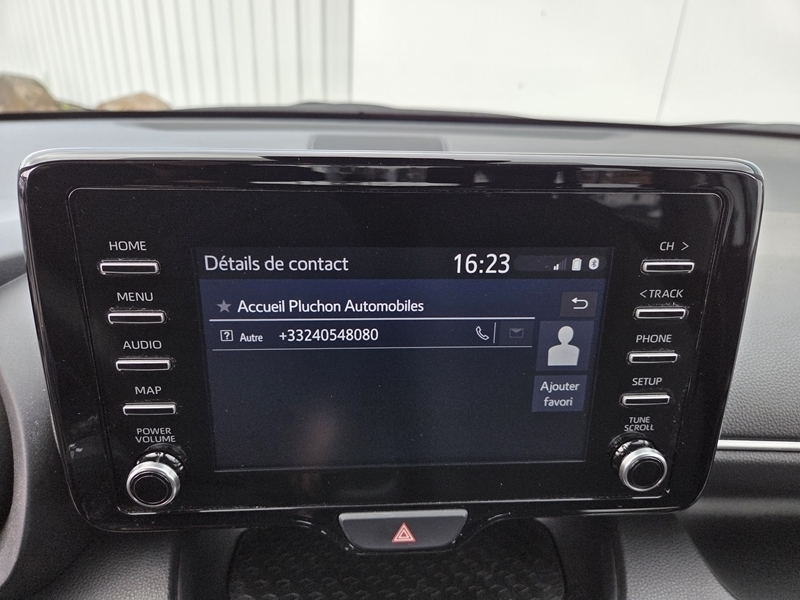 HOME
MENU
AUDIO
MAP
POWER
VOLUME
Détails de contact 16:23
★ Accueil Pluchon Automobiles
? Autre +33240548080
Ajouter
favori
CH >
< TRACK
PHONE
SETUP
TUNE
SCROLL